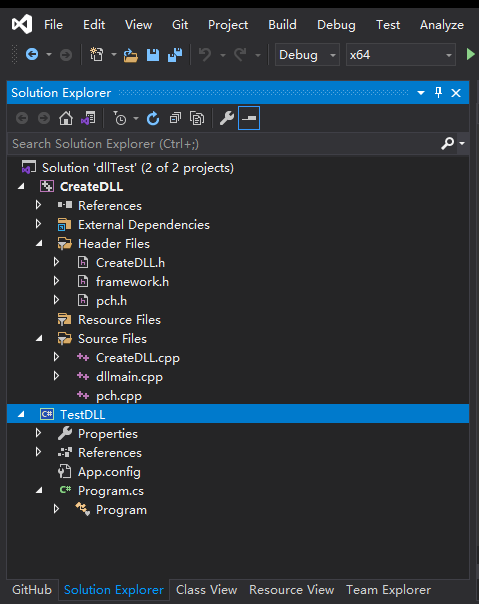 File Edit View Git Project Build Debug Test Analyze
Debug x64
Solution Explorer
Search Solution Explorer (Ctrl+;)
Solution 'dllTest' (2 of 2 projects)
CreateDLL
References
External Dependencies
Header Files
CreateDLL.h
framework.h
pch.h
Resource Files
Source Files
CreateDLL.cpp
dllmain.cpp
pch.cpp
C# TestDLL
Properties
References
App.config
C# Program.cs
Program
GitHub Solution Explorer Class View Resource View Team Explorer